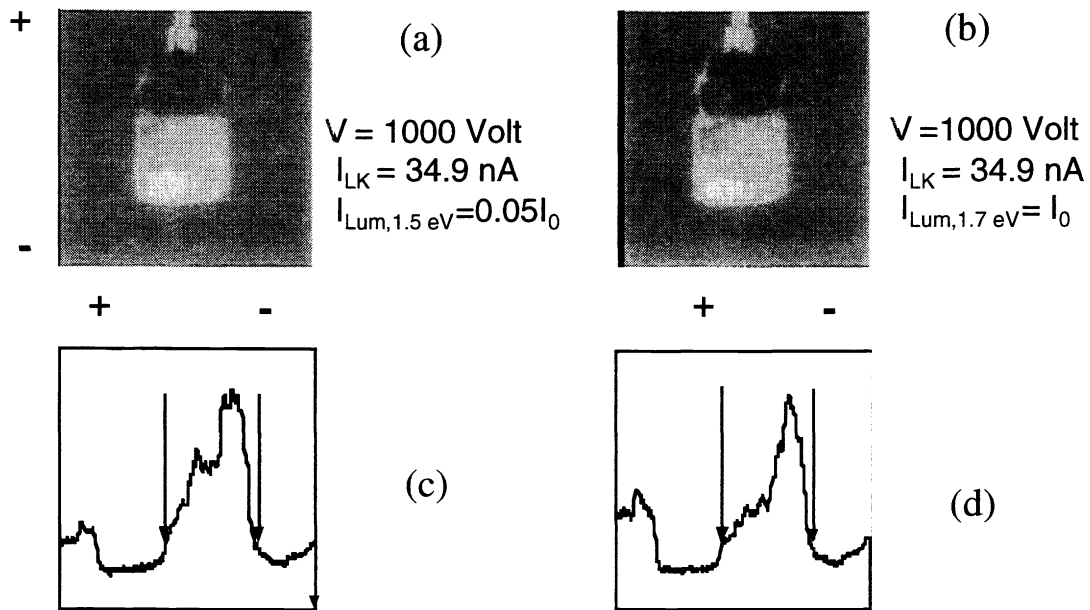 +
(a)
V = 1000 Volt
I_LK = 34.9 nA
I_Lum,1.5 eV=0.05I_0
-
(b)
V =1000 Volt
I_LK = 34.9 nA
I_Lum,1.7 eV= I_0
+ -
+ -
(c)
(d)